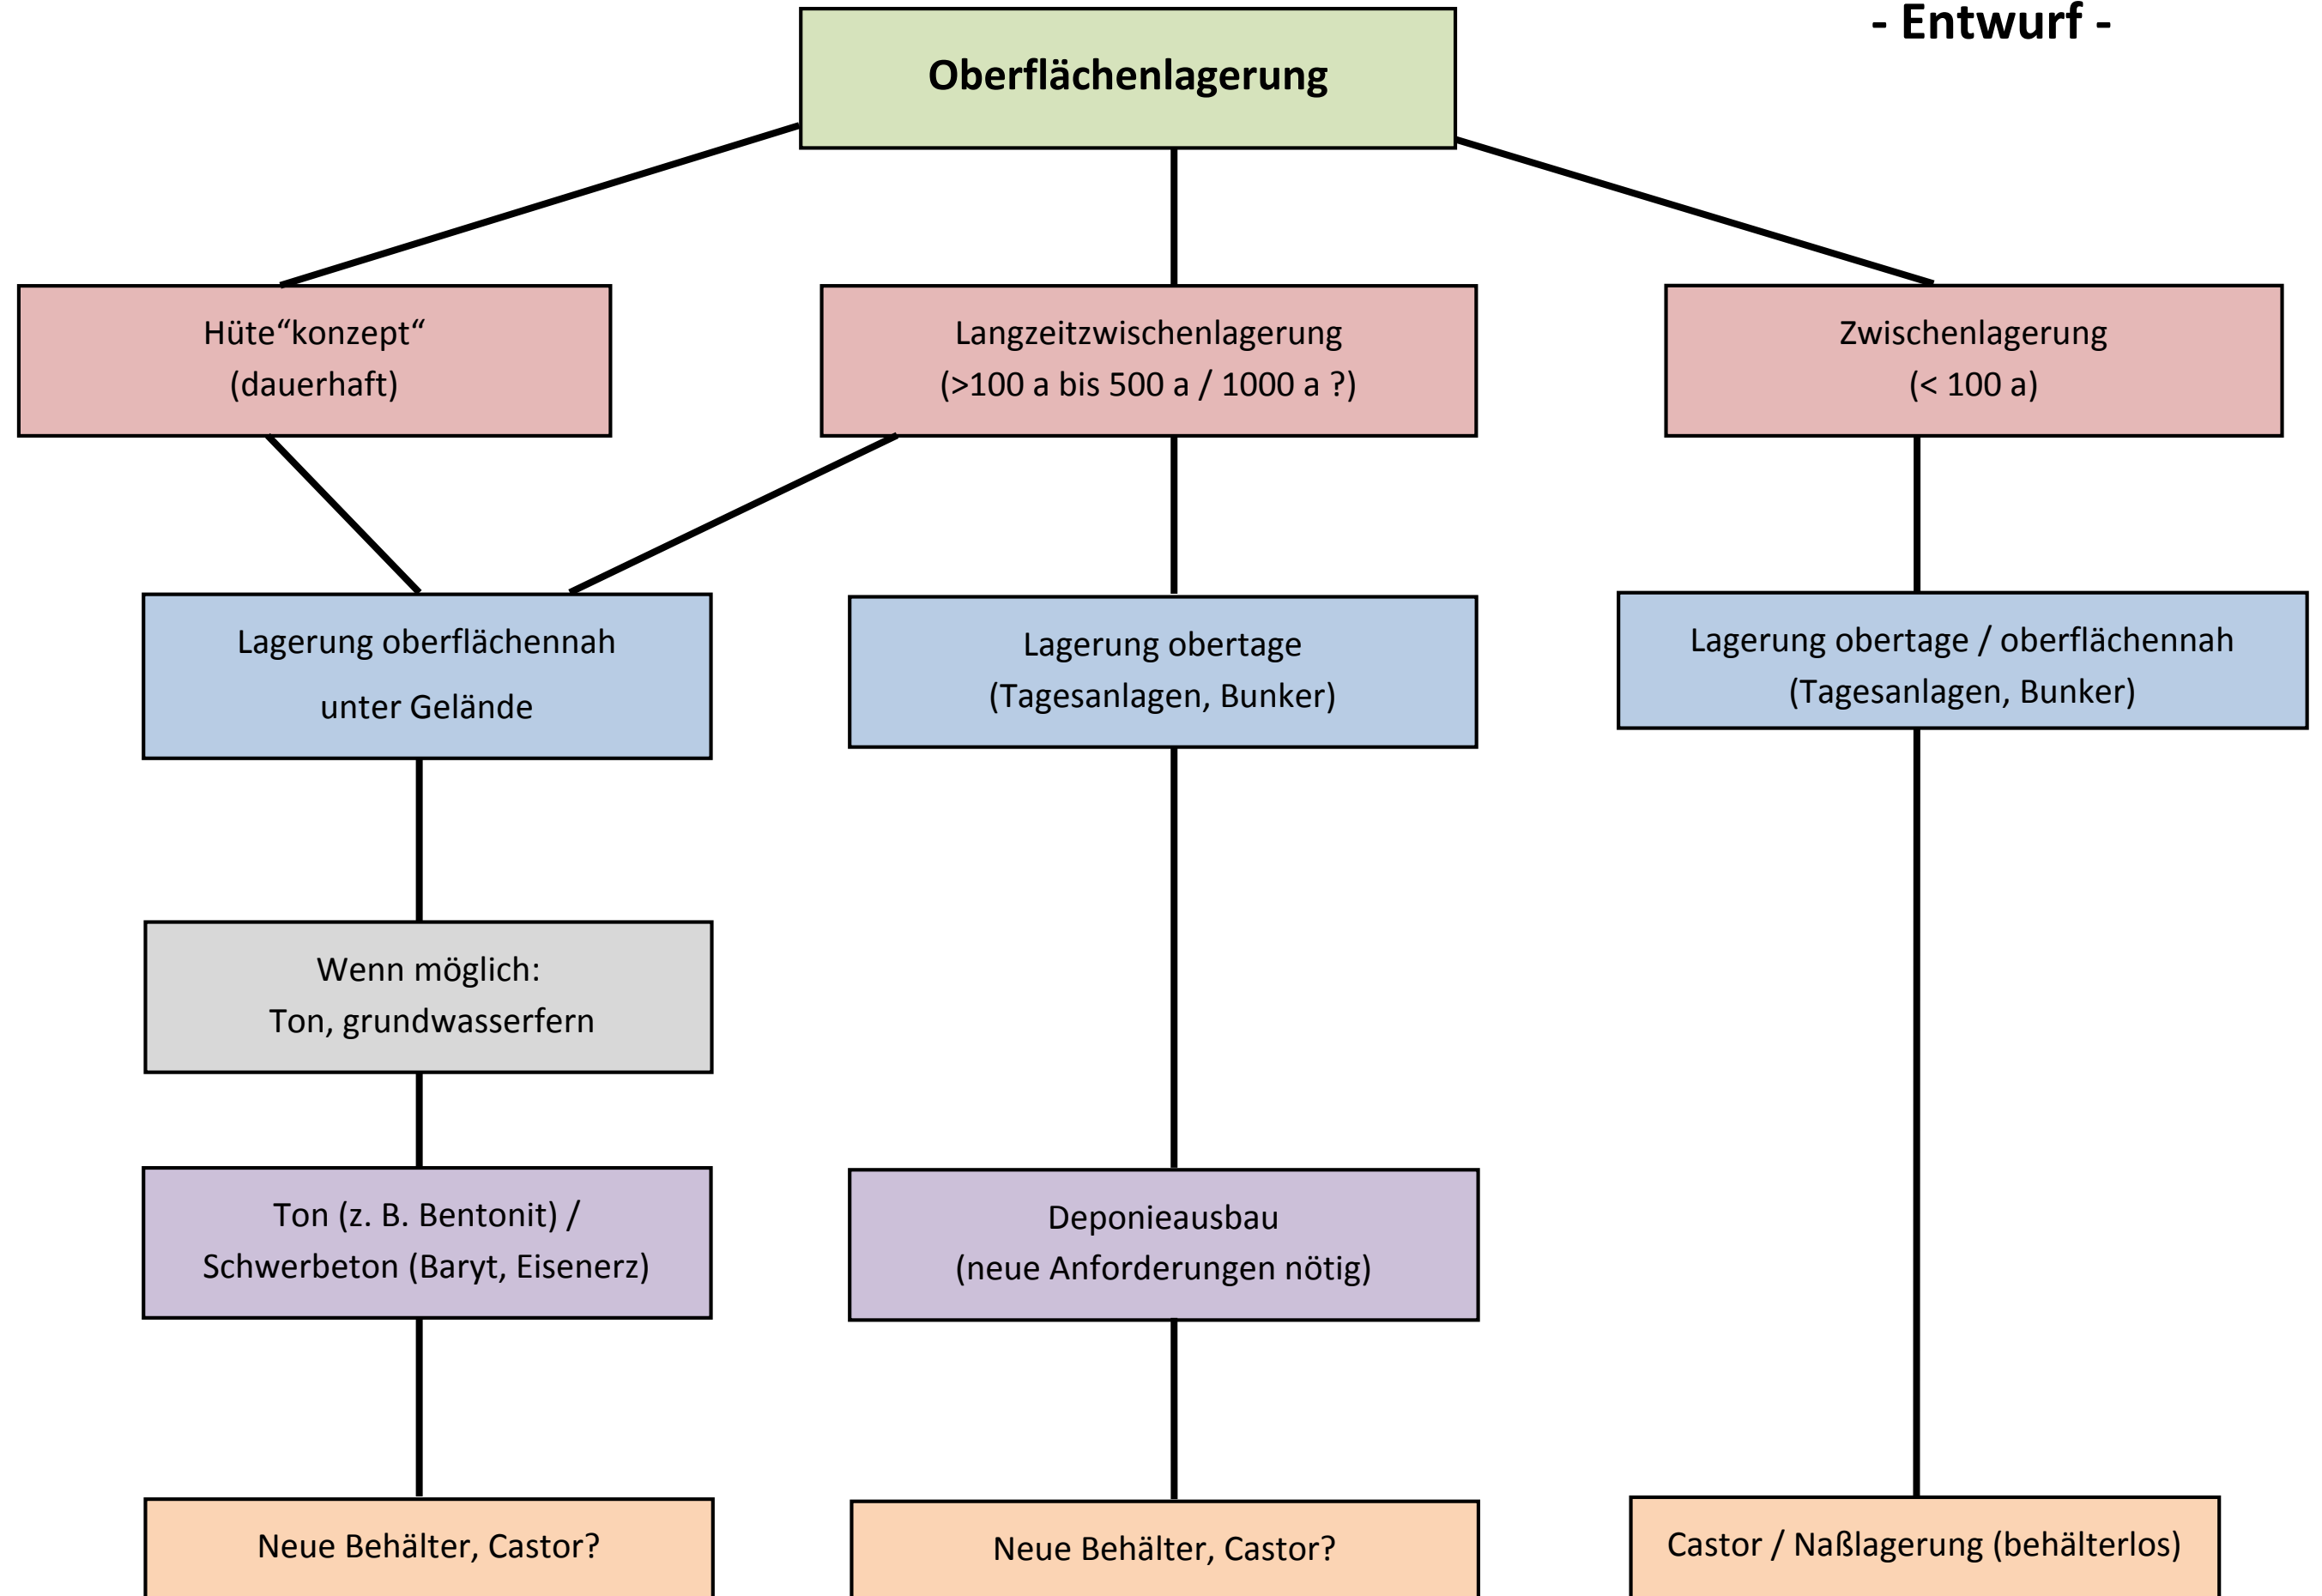 - Entwurf -
Oberflächenlagerung
Hüte“konzept“
(dauerhaft)
Langzeitzwischenlagerung
(>100 a bis 500 a / 1000 a ?)
Zwischenlagerung
(< 100 a)
Lagerung oberflächennah
unter Gelände
Lagerung obertage
(Tagesanlagen, Bunker)
Lagerung obertage / oberflächennah
(Tagesanlagen, Bunker)
Wenn möglich:
Ton, grundwasserfern
Ton (z. B. Bentonit) /
Schwerbeton (Baryt, Eisenerz)
Deponieausbau
(neue Anforderungen nötig)
Neue Behälter, Castor?
Neue Behälter, Castor?
Castor / Naßlagerung (behälterlos)